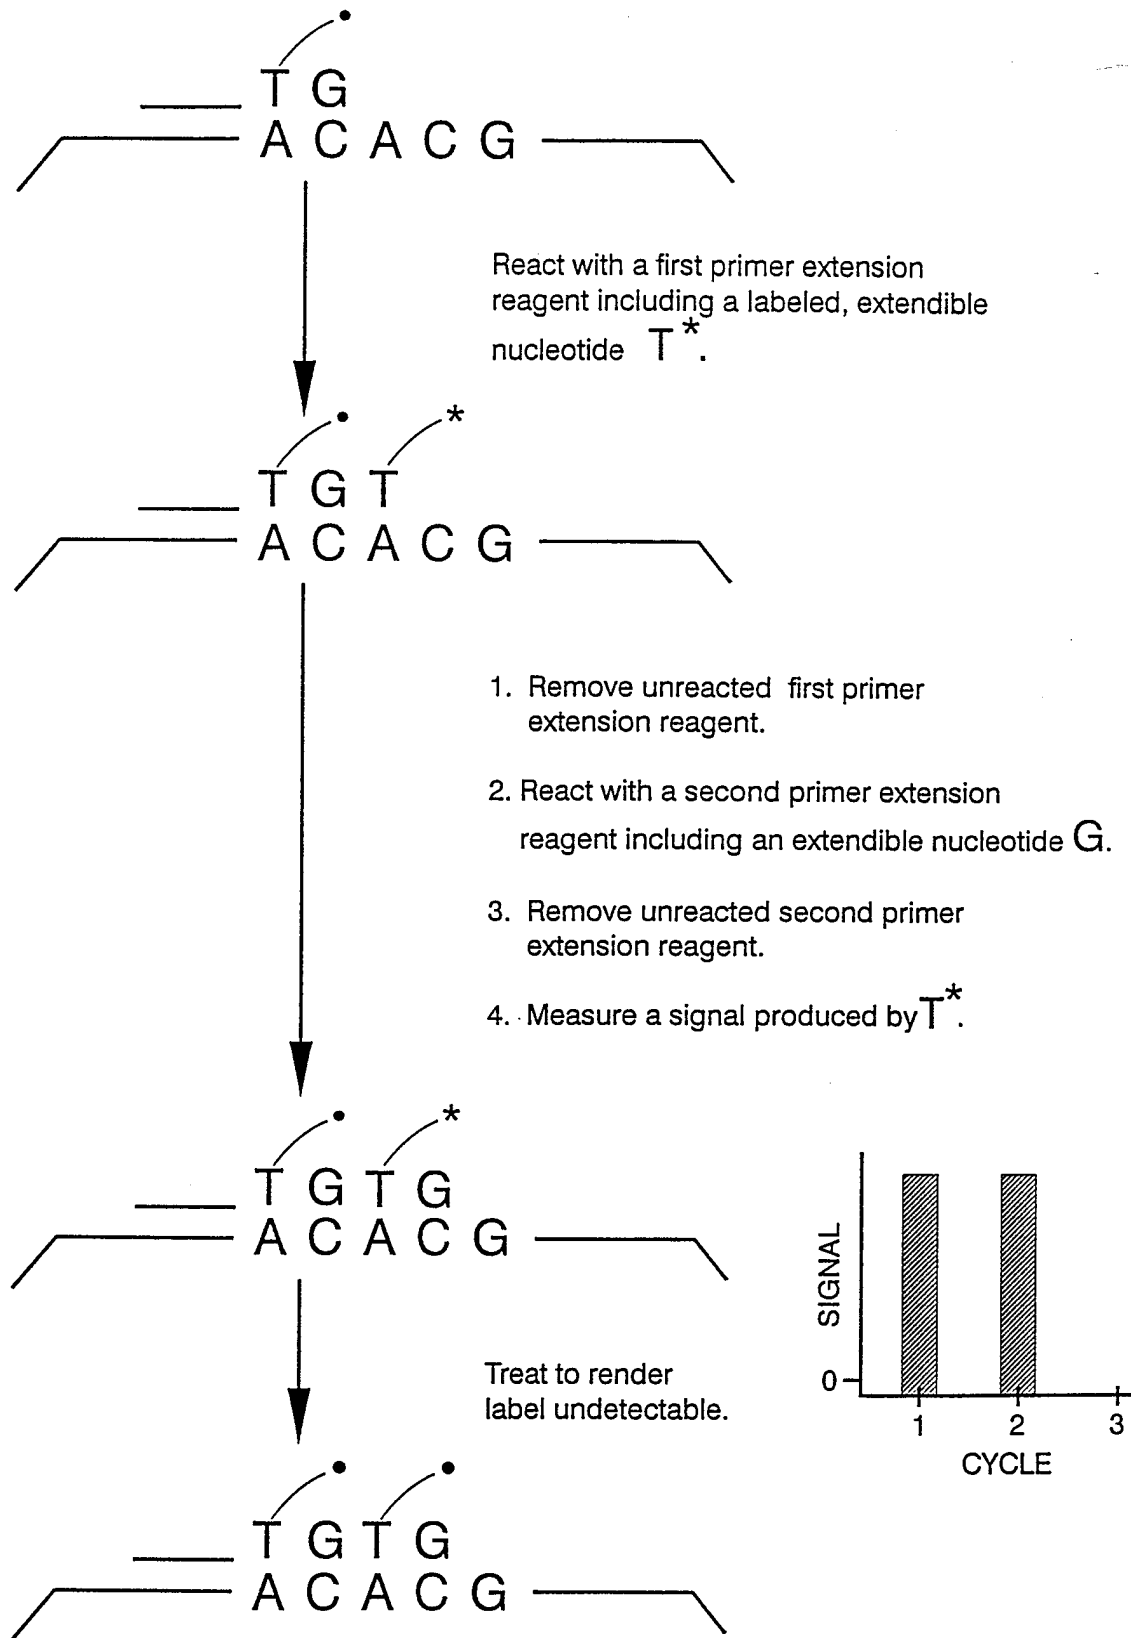 T G
A C A C G
React with a first primer extension
reagent including a labeled, extendible
nucleotide T*.
*
T G T
A C A C G
1. Remove unreacted first primer
extension reagent.
2. React with a second primer extension
reagent including an extendible nucleotide G.
3. Remove unreacted second primer
extension reagent.
4. Measure a signal produced by T*.
*
T G T G
A C A C G
SIGNAL
0
1 2 3
CYCLE
Treat to render
label undetectable.
T G T G
A C A C G